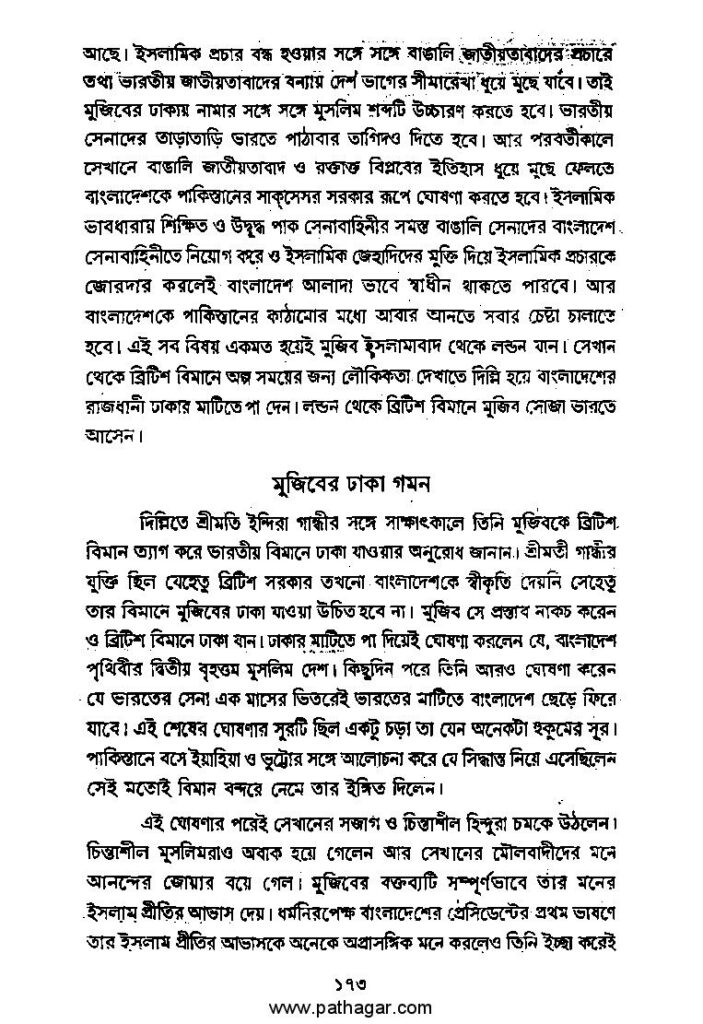 আছে। ইসলামিক প্রচার বন্ধ হওয়ার সঙ্গে সঙ্গে বাঙালি জাতীয়তাবাদের প্রচারে
তথা ভারতীয় জাতীয়তাবাদের বন্যায় দেশ ভাগের সীমারেখা ধুয়ে মুছে যাবে। তাই
মুজিবের ঢাকায় নামার সঙ্গে সঙ্গে মুসলিম শব্দটি উচ্চারণ করতে হবে। ভারতীয়
সেনাদের তাড়াতাড়ি ভারতে পাঠাবার তাগিদও দিতে হবে। আর পরবর্তীকালে
সেখানে বাঙালি জাতীয়তাবাদ ও রক্তাক্ত বিপ্লবের ইতিহাস ধুয়ে মুছে ফেলতে
বাংলাদেশকে পাকিস্তানের সাক্‌সেসর সরকার রূপে ঘোষণা করতে হবে। ইসলামিক
ভাবধারায় শিক্ষিত ও উদ্বুদ্ধ পাক সেনাবাহিনীর সমস্ত বাঙালি সেনাদের বাংলাদেশ
সেনাবাহিনীতে নিয়োগ করে ও ইসলামিক জেহাদিদের মুক্তি দিয়ে ইসলামিক প্রচারকে
জোরদার করলেই বাংলাদেশ আলাদা ভাবে স্বাধীন থাকতে পারবে। আর
বাংলাদেশকে পাকিস্তানের কাঠামোর মধ্যে আবার আনতে সবার চেষ্টা চালাতে
হবে। এই সব বিষয় একমত হয়েই মুজিব ইসলামাবাদ থেকে লন্ডন যান। সেখান
থেকে ব্রিটিশ বিমানে অল্প সময়ের জন্য লৌকিকতা দেখাতে দিল্লি হয়ে বাংলাদেশের
রাজধানী ঢাকার মাটিতে পা দেন। লন্ডন থেকে ব্রিটিশ বিমানে মুজিব সোজা ভারতে
আসেন।
মুজিবের ঢাকা গমন
দিল্লিতে শ্রীমতি ইন্দিরা গান্ধীর সঙ্গে সাক্ষাৎকালে তিনি মুজিবকে ব্রিটিশ
বিমান ত্যাগ করে ভারতীয় বিমানে ঢাকা যাওয়ার অনুরোধ জানান। শ্রীমতী গান্ধীর
যুক্তি ছিল যেহেতু ব্রিটিশ সরকার তখনো বাংলাদেশকে স্বীকৃতি দেয়নি সেহেতু
তার বিমানে মুজিবের ঢাকা যাওয়া উচিত হবে না। মুজিব সে প্রস্তাব নাকচ করেন
ও ব্রিটিশ বিমানে ঢাকা যান। ঢাকার মাটিতে পা দিয়েই ঘোষণা করলেন যে, বাংলাদেশ
পৃথিবীর দ্বিতীয় বৃহত্তম মুসলিম দেশ। কিছুদিন পরে তিনি আরও ঘোষণা করেন
যে ভারতের সেনা এক মাসের ভিতরেই ভারতের মাটিতে বাংলাদেশ ছেড়ে ফিরে
যাবে। এই শেষের ঘোষণার সুরটি ছিল একটু চড়া তা যেন অনেকটা হুকুমের সুর।
পাকিস্তানে বসে ইয়াহিয়া ও ভুট্টোর সঙ্গে আলোচনা করে যে সিদ্ধান্ত নিয়ে এসেছিলেন
সেই মতোই বিমান বন্দরে নেমে তার ইঙ্গিত দিলেন।
এই ঘোষণার পরেই সেখানের সজাগ ও চিন্তাশীল হিন্দুরা চমকে উঠলেন।
চিন্তাশীল মুসলিমরাও অবাক হয়ে গেলেন আর সেখানের মৌলবাদীদের মনে
আনন্দের জোয়ার বয়ে গেল। মুজিবের বক্তব্যটি সম্পূর্ণভাবে তার মনের
ইসলাম প্রীতির আভাস দেয়। ধর্মনিরপেক্ষ বাংলাদেশের প্রেসিডেন্টের প্রথম ভাষণে
তার ইসলাম প্রীতির আভাসকে অনেকে অপ্রাসঙ্গিক মনে করলেও তিনি ইচ্ছা করেই
১৭৩
www.pathagar.com